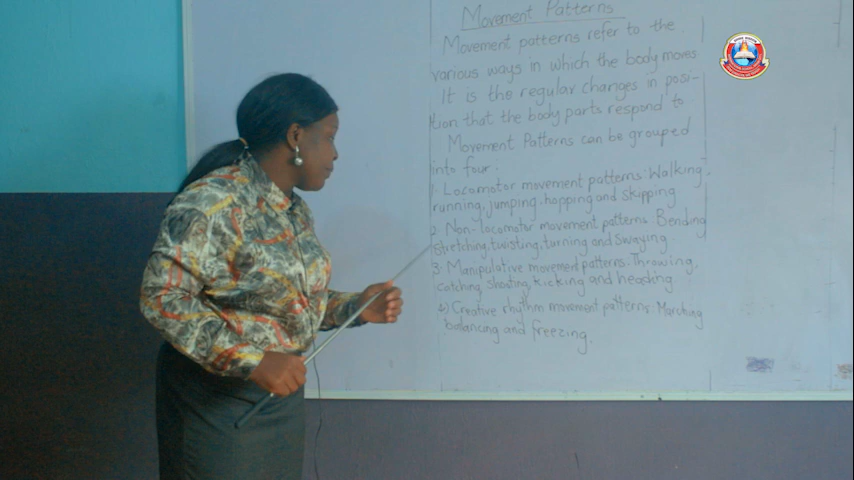 Movement Patterns
Movement patterns refer to the
various ways in which the body moves
It is the regular changes in posi-
tion that the body parts respond to
Movement Patterns can be grouped
into four.
1. Locomotor movement patterns: Walking,
running, jumping, hopping and skipping
2. Non-locomotor movement patterns: Bending
stretching, twisting, turning and swaying
3. Manipulative movement patterns: Throwing,
catching, shooting, kicking and heading
4) Creative rhythm movement patterns: Marching
balancing and freezing.